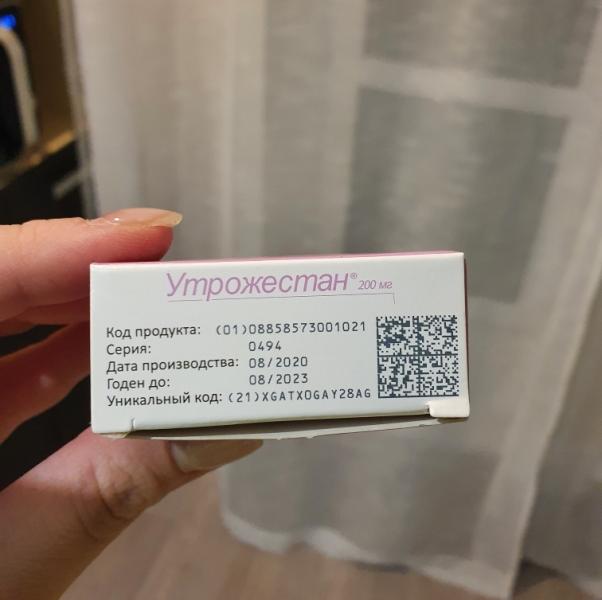 Утрожестан® 200 мг
Код продукта: (01)08858573001021
Серия: 0494
Дата производства: 08/2020
Годен до: 08/2023
Уникальный код: (21)XGATXOGAY28AG